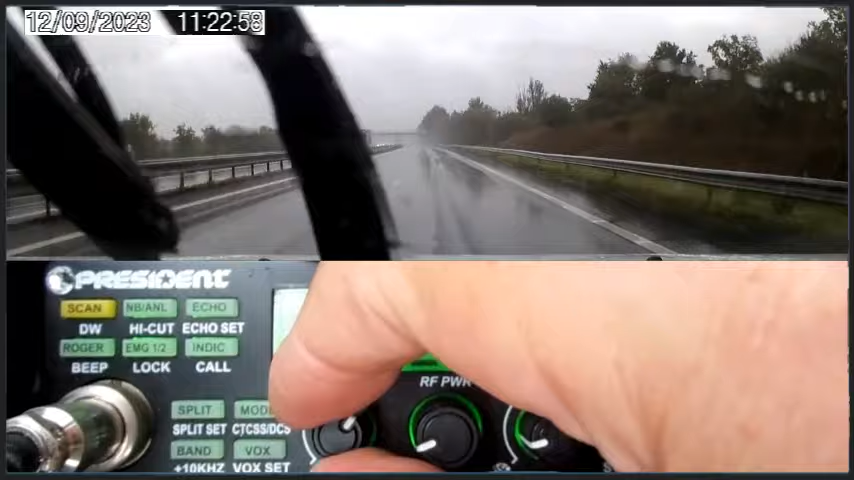 12/09/2023 11:22:58
PRESIDENT
SCAN NB/ANL ECHO
DW HI-CUT ECHO SET
ROGER EMG 1/2 INDIC
BEEP LOCK CALL
RF PWR
SPLIT MODE
SPLIT SET CTCSS/DCS
BAND VOX
+10KHZ VOX SET